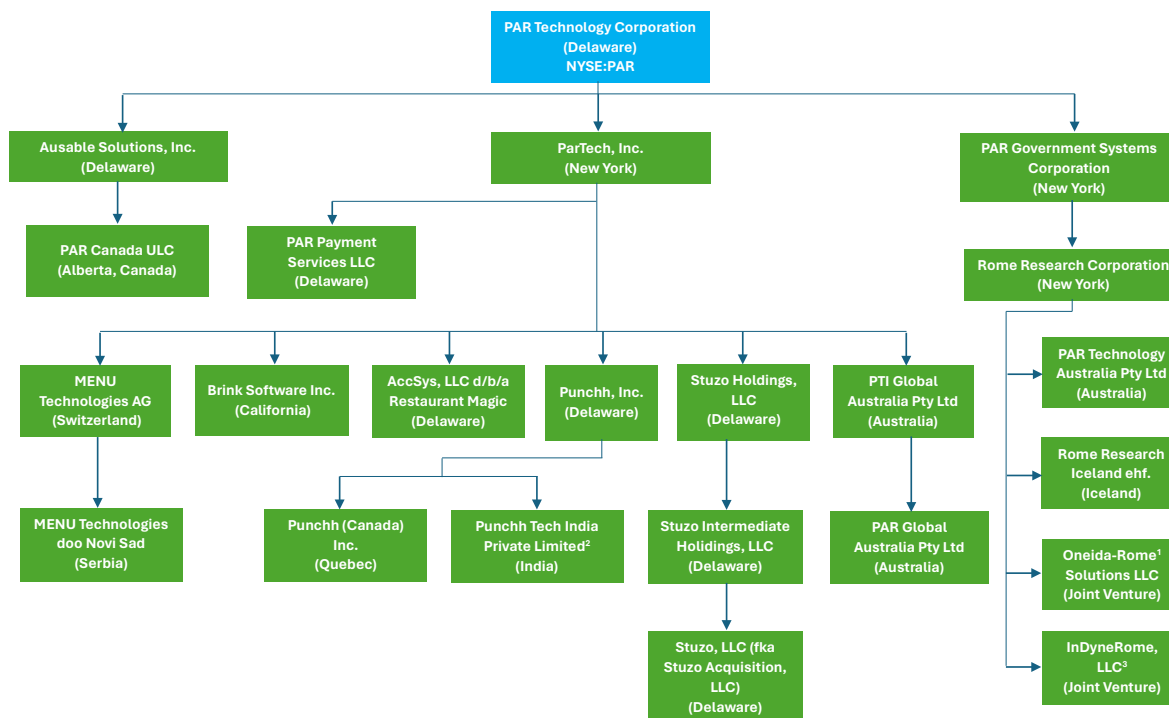 PAR Technology Corporation
(Delaware)
NYSE:PAR
Ausable Solutions, Inc.
(Delaware)
ParTech, Inc.
(New York)
PAR Government Systems
Corporation
(New York)
PAR Canada ULC
(Alberta, Canada)
PAR Payment
Services LLC
(Delaware)
Rome Research Corporation
(New York)
MENU
Technologies AG
(Switzerland)
Brink Software Inc.
(California)
AccSys, LLC d/b/a
Restaurant Magic
(Delaware)
Punchh, Inc.
(Delaware)
Stuzo Holdings,
LLC
(Delaware)
PTI Global
Australia Pty Ltd
(Australia)
PAR Technology
Australia Pty Ltd
(Australia)
Rome Research
Iceland ehf.
(Iceland)
MENU Technologies
doo Novi Sad
(Serbia)
Punchh (Canada)
Inc.
(Quebec)
Punchh Tech India
Private Limited²
(India)
Stuzo Intermediate
Holidings, LLC
(Delaware)
PAR Global
Australia Pty Ltd
(Australia)
Oneida-Rome¹
Solutions LLC
(Joint Venture)
Stuzo, LLC (fka
Stuzo Acquisition,
LLC)
(Delaware)
InDyneRome,
LLC³
(Joint Venture)